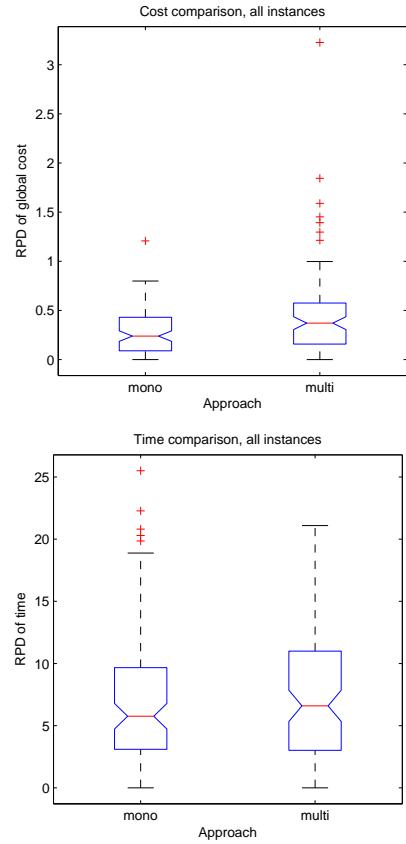 Cost comparison, all instances
3
2.5
2
1.5
1
0.5
0
RPD of global cost
mono
multi
Approach
Time comparison, all instances
25
20
15
10
5
0
RPD of time
mono
multi
Approach